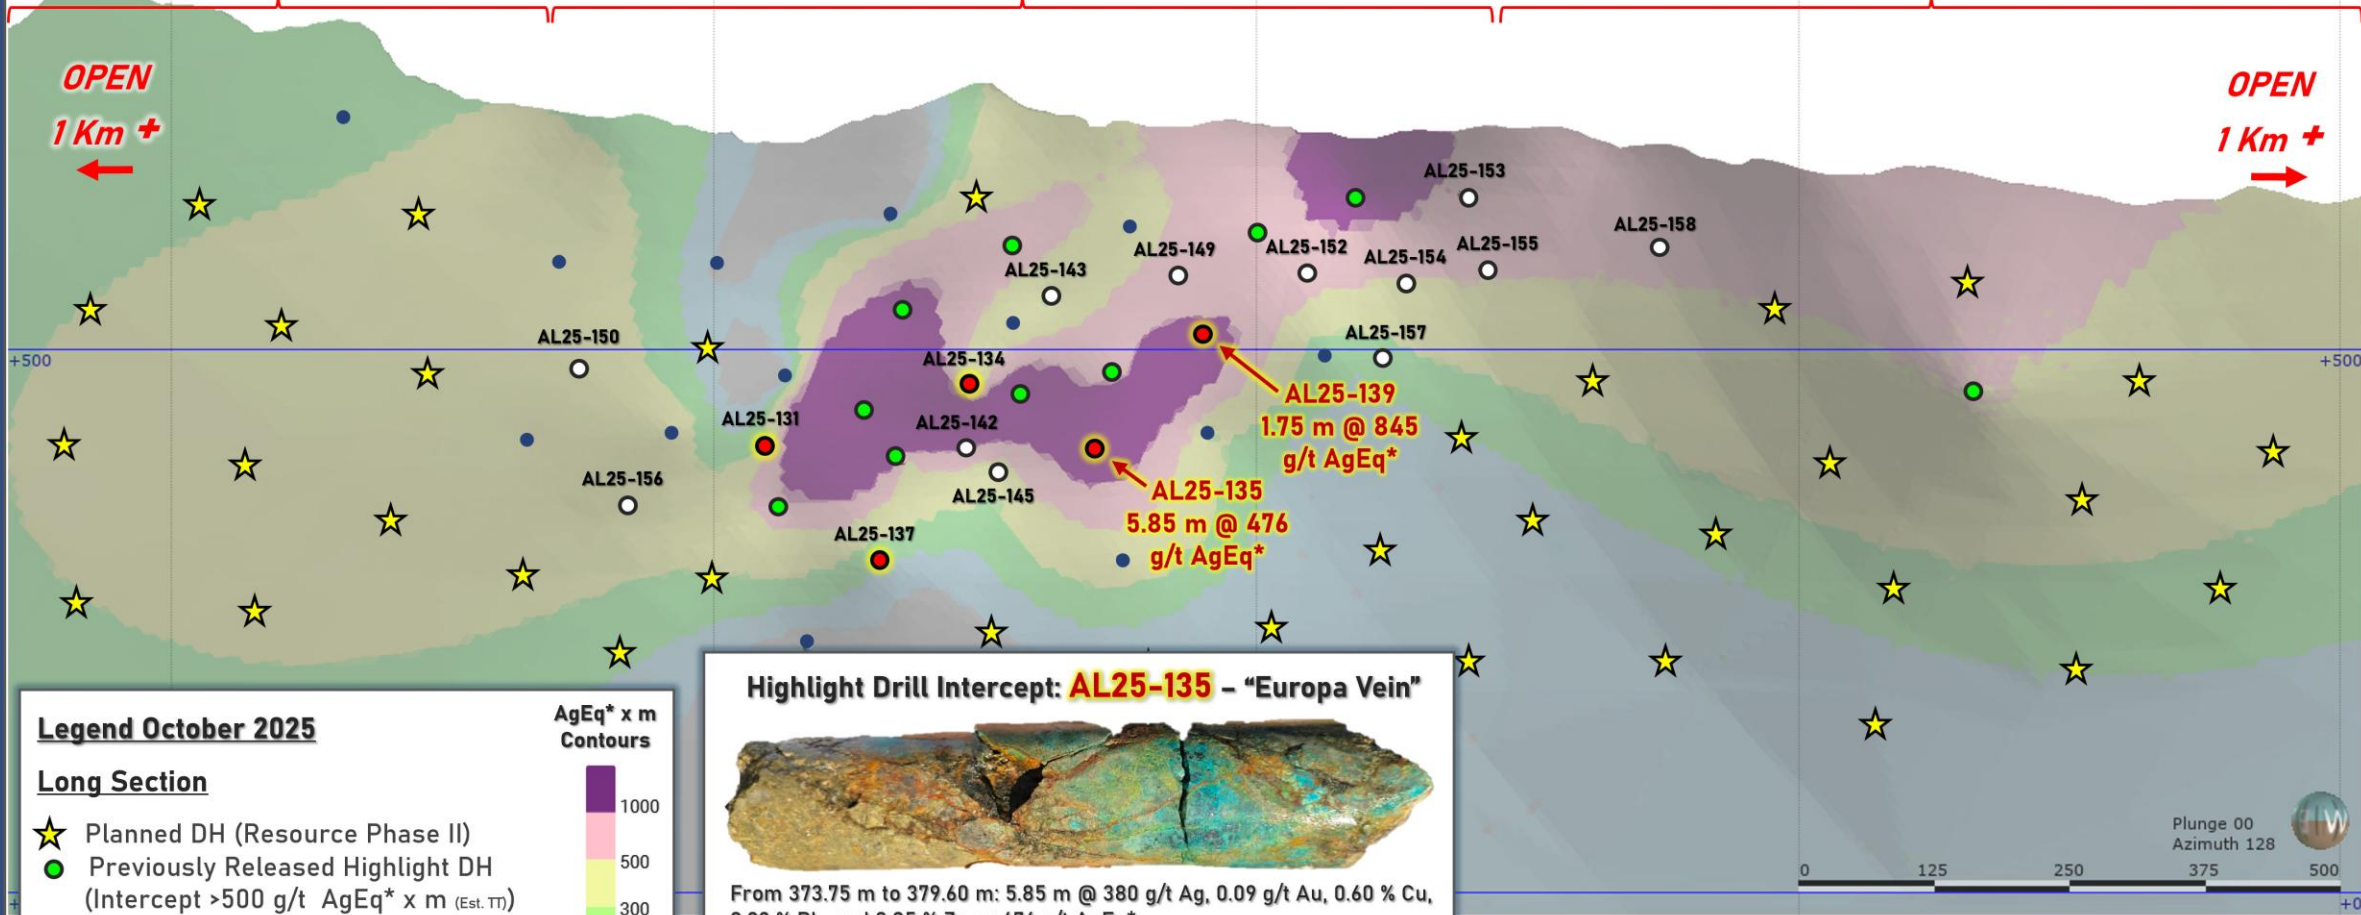 OPEN
1 Km +
OPEN
1 Km +
AL25-153
AL25-158
AL25-149
AL25-152
AL25-155
AL25-154
AL25-143
AL25-150
AL25-157
+500
+500
AL25-134
AL25-139
1.75 m @ 845
g/t AgEq*
AL25-131
AL25-142
AL25-156
AL25-145
AL25-135
5.85 m @ 476
g/t AgEq*
AL25-137
Highlight Drill Intercept: AL25-135 – “Europa Vein”
From 373.75 m to 379.60 m: 5.85 m @ 380 g/t Ag, 0.09 g/t Au, 0.60 % Cu,
Legend October 2025
Long Section
Planned DH (Resource Phase II)
Previously Released Highlight DH
(Intercept >500 g/t AgEq* x m (Est. TT))
AgEq* x m
Contours
1000
500
300
Plunge 00
Azimuth 128
0 125 250 375 500
+0